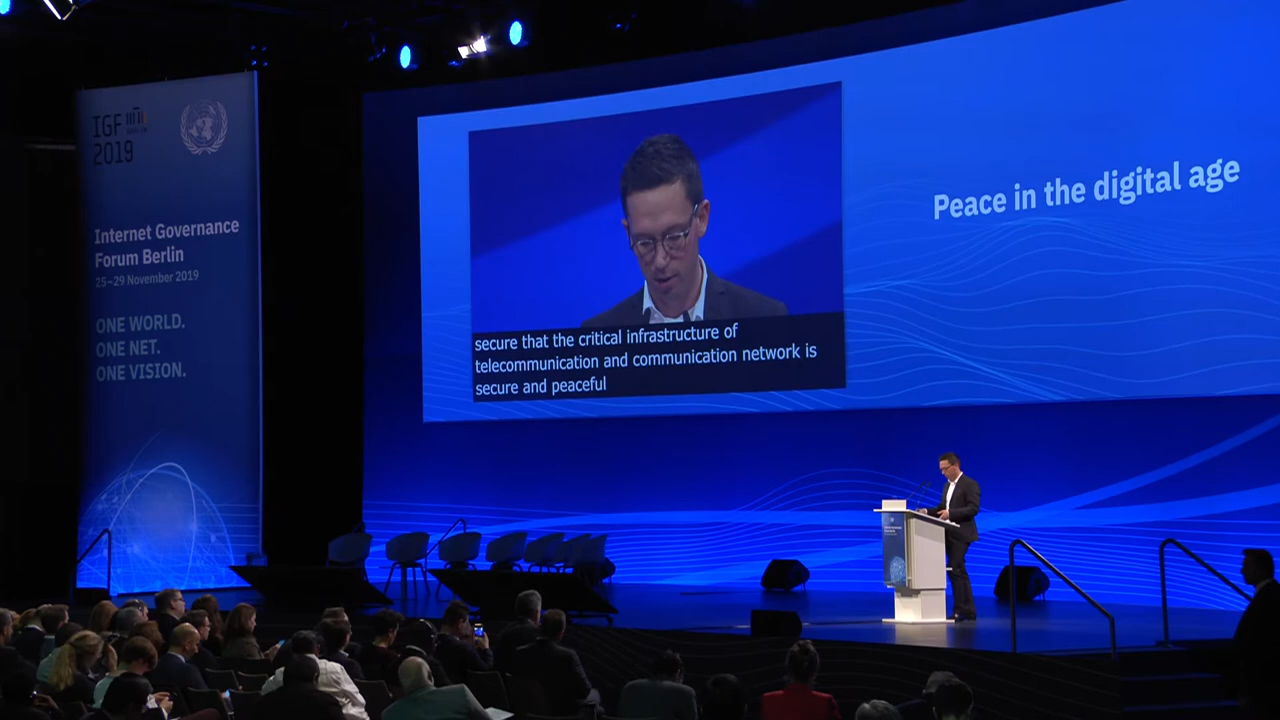 IGF
2019
Internet Governance
Forum Berlin
25–29 November 2019
ONE WORLD.
ONE NET.
ONE VISION.
Peace in the digital age
secure that the critical infrastructure of
telecommunication and communication network is
secure and peaceful